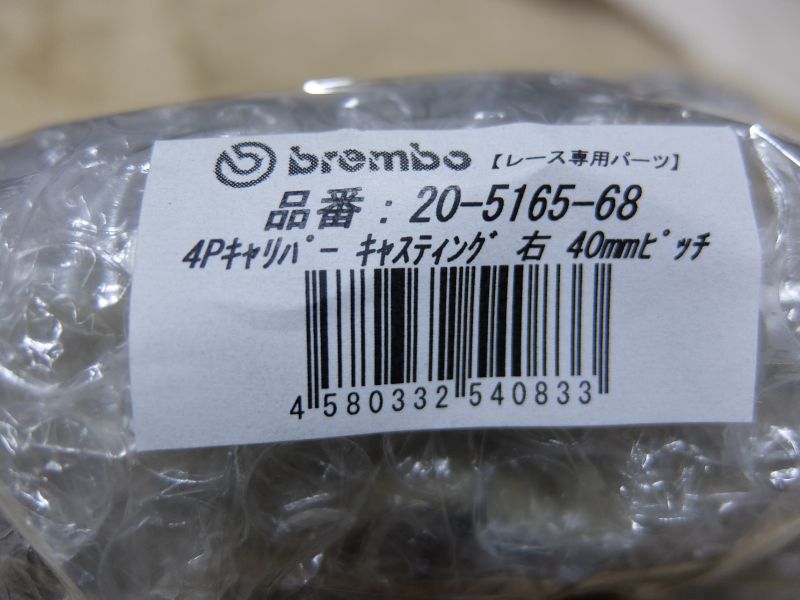 brembo 【レース専用パーツ】
品番：20-5165-68
4Pｷｬﾘﾊﾟｰ ｷｬｽﾃｨﾝｸﾞ 右 40mmﾋﾟｯﾁ
4 580332 540833